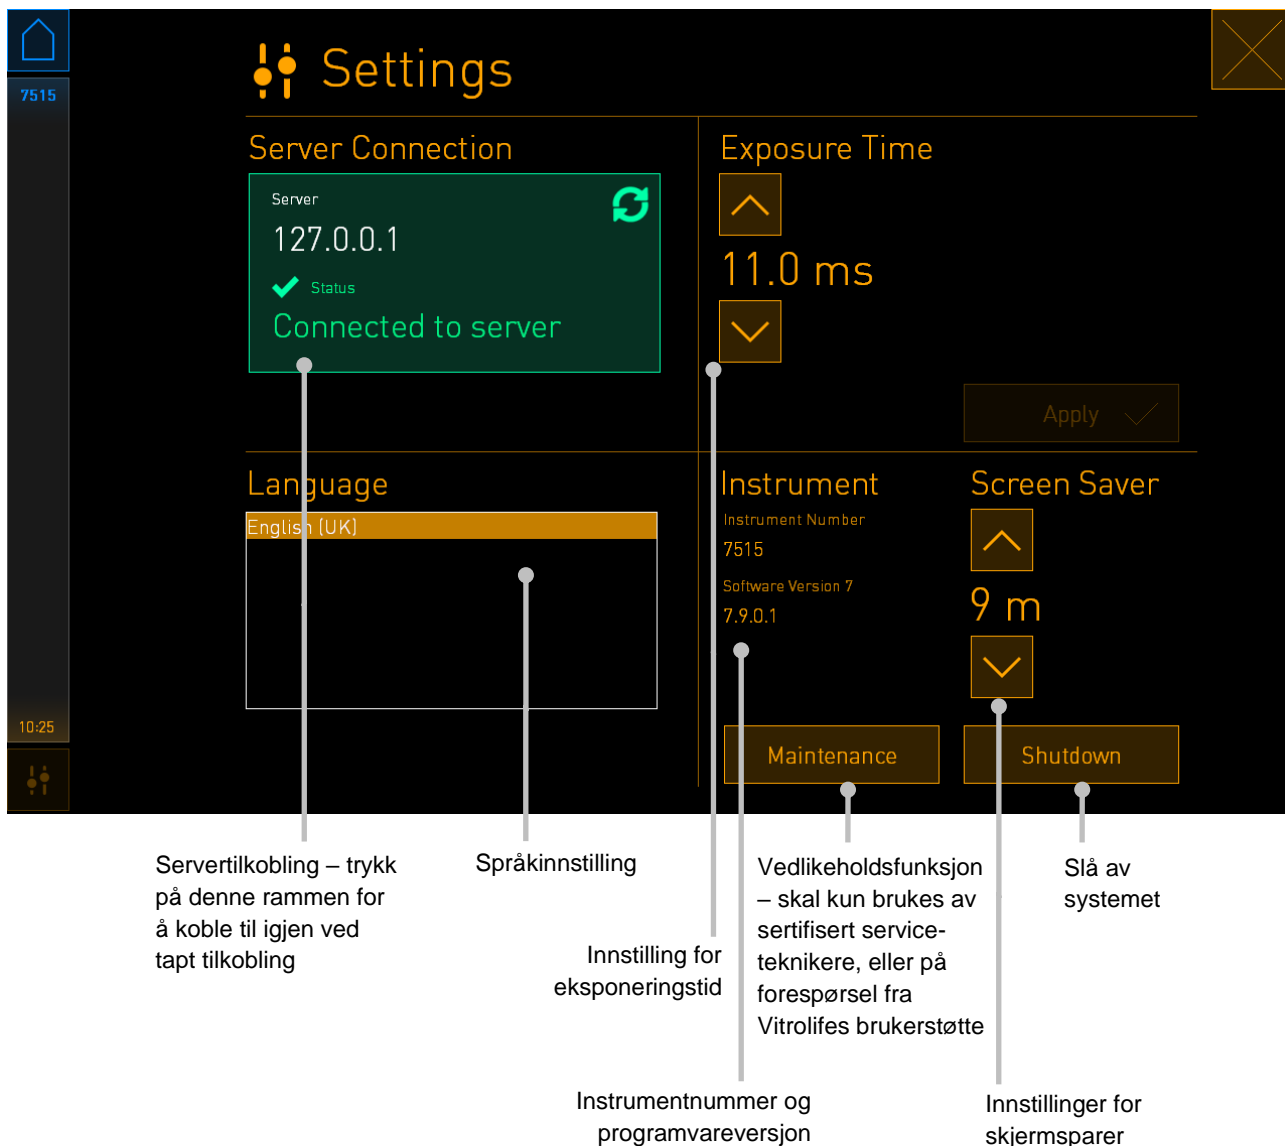 7515
Settings
Server Connection
Server
127.0.0.1
Status
Connected to server
Exposure Time
11.0 ms
Apply
Language
English (UK)
Instrument
Instrument Number
7515
Software Version 7
7.9.0.1
Screen Saver
9 m
10:25
Maintenance
Shutdown
Servertilkobling – trykk
på denne rammen for
å koble til igjen ved
tapt tilkobling
Språkinnstilling
Innstilling for
eksponeringstid
Vedlikeholdsfunksjon
– skal kun brukes av
sertifisert service-
teknikere, eller på
forespørsel fra
Vitrolifes brukerstøtte
Slå av
systemet
Instrumentnummer og
programvareversjon
Innstillinger for
skjermsparer